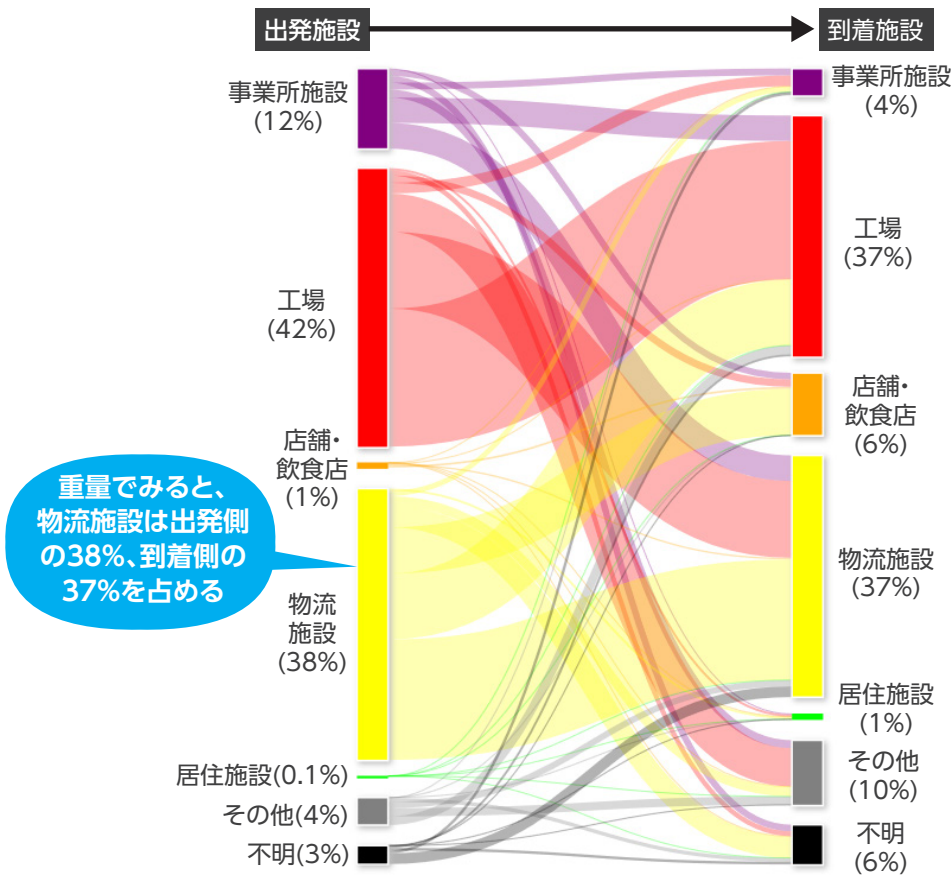 出発施設
到着施設
事業所施設
(12%)
工場
(42%)
店舗・
飲食店
(1%)
重量でみると、
物流施設は出発側
の38%、到着側の
37%を占める
物流
施設
(38%)
居住施設(0.1%)
その他(4%)
不明(3%)
事業所施設
(4%)
工場
(37%)
店舗・
飲食店
(6%)
物流施設
(37%)
居住施設
(1%)
その他
(10%)
不明
(6%)